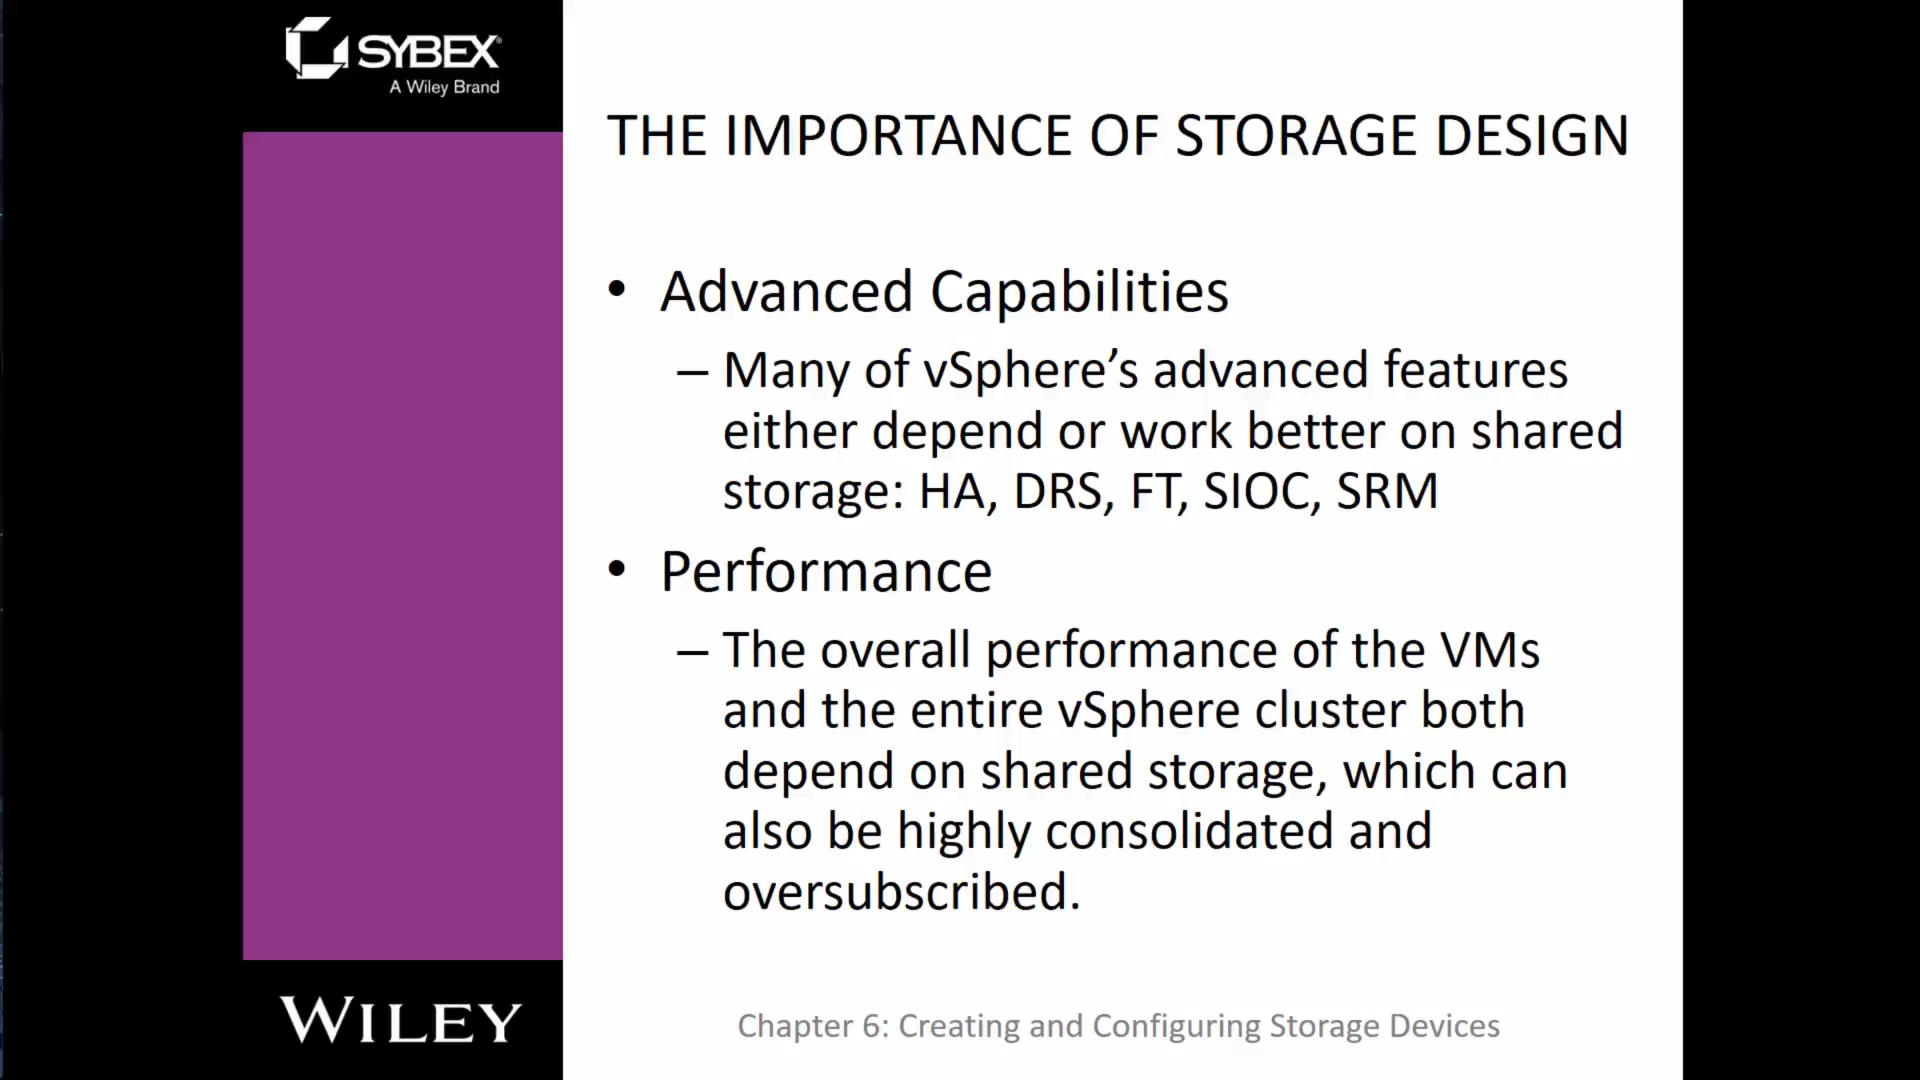 SYBEX®
A Wiley Brand
THE IMPORTANCE OF STORAGE DESIGN
• Advanced Capabilities
– Many of vSphere’s advanced features
either depend or work better on shared
storage: HA, DRS, FT, SIOC, SRM
• Performance
– The overall performance of the VMs
and the entire vSphere cluster both
depend on shared storage, which can
also be highly consolidated and
oversubscribed.
WILEY
Chapter 6: Creating and Configuring Storage Devices